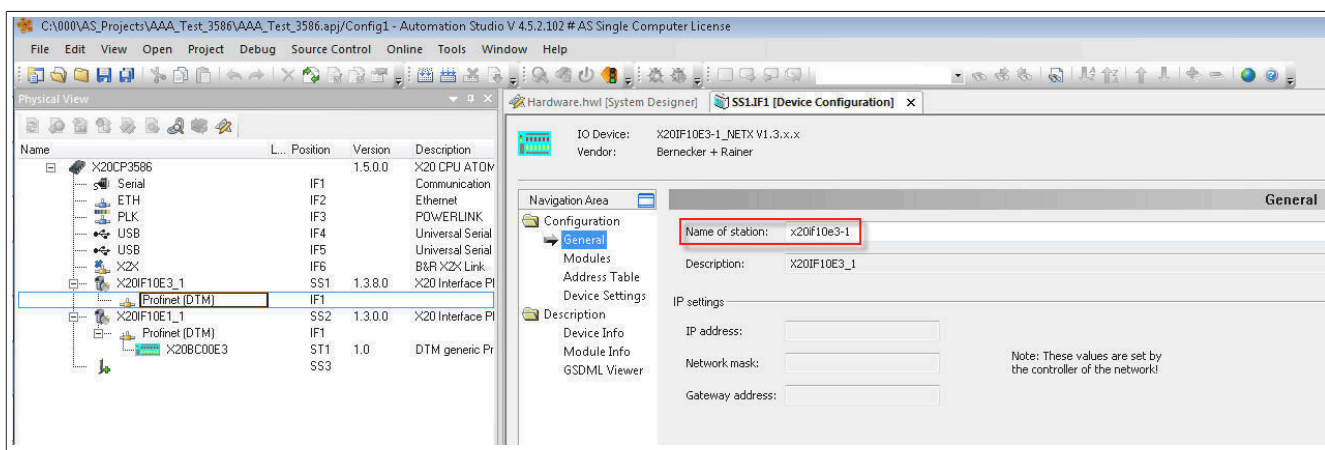 C:\000\AS_Projects\AAA_Test_3586\AAA_Test_3586.apj/Config1 - Automation Studio V 4.5.2.102 # AS Single Computer License
File Edit View Open Project Debug Source Control Online Tools Window Help
Physical View
Hardware.hwl [System Designer] SS1.IF1 [Device Configuration]
Name L... Position Version Description
X20CP3586 1.5.0.0 X20 CPU ATOM
Serial IF1 Communication
ETH IF2 Ethernet
PLK IF3 POWERLINK
USB IF4 Universal Serial
USB IF5 Universal Serial
X2X IF6 B&R X2X Link
X20IF10E3_1 SS1 1.3.8.0 X20 Interface Pl
Profinet (DTM) IF1
X20IF10E1_1 SS2 1.3.0.0 X20 Interface Pl
Profinet (DTM) IF1
X20BC00E3 ST1 1.0 DTM generic Pr
SS3
IO Device: X20IF10E3-1_NETX V1.3.x.x
Vendor: Bernecker + Rainer
Navigation Area
Configuration
General
Modules
Address Table
Device Settings
Description
Device Info
Module Info
GSDML Viewer
General
Name of station: x20if10e3-1
Description: X20IF10E3_1
IP settings
IP address:
Network mask:
Gateway address:
Note: These values are set by
the controller of the network!